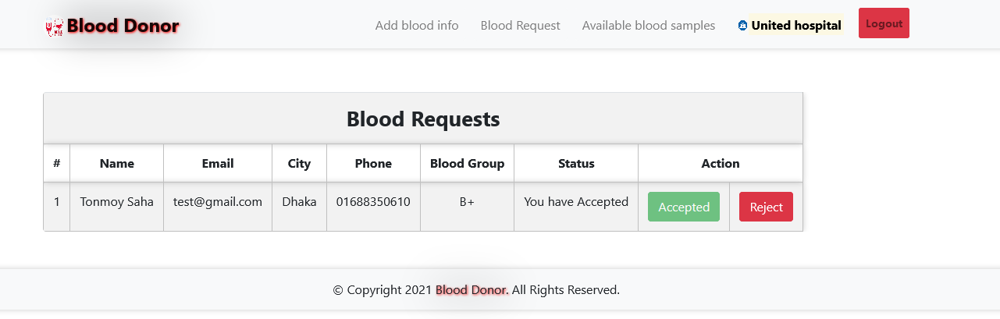 Blood Donor Add blood info Blood Request Available blood samples United hospital Logout
Blood Requests
# Name Email City Phone Blood Group Status Action
1 Tonmoy Saha test@gmail.com Dhaka 01688350610 B+ You have Accepted Accepted Reject
© Copyright 2021 Blood Donor. All Rights Reserved.